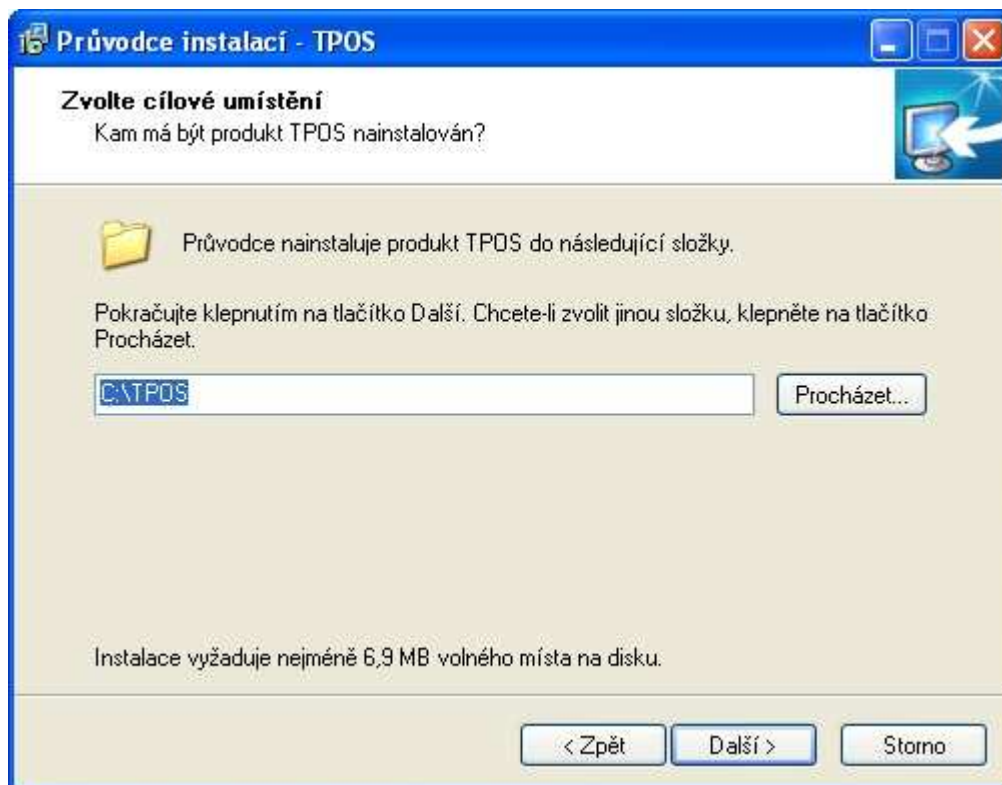 Průvodce instalací - TPOS
Zvolte cílové umístění
Kam má být produkt TPOS nainstalován?
Průvodce nainstaluje produkt TPOS do následující složky.
Pokračujte klepnutím na tlačítko Další. Chcete-li zvolit jinou složku, klepněte na tlačítko
Procházet.
C:\TPOS
Procházet...
Instalace vyžaduje nejméně 6,9 MB volného místa na disku.
< Zpět
Další >
Storno